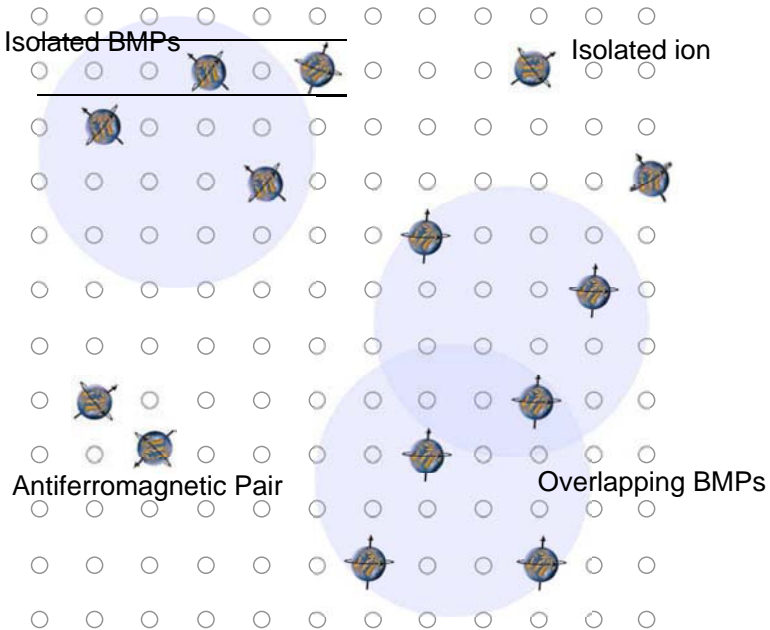 Isolated BMPs
Isolated ion
Antiferromagnetic Pair
Overlapping BMPs